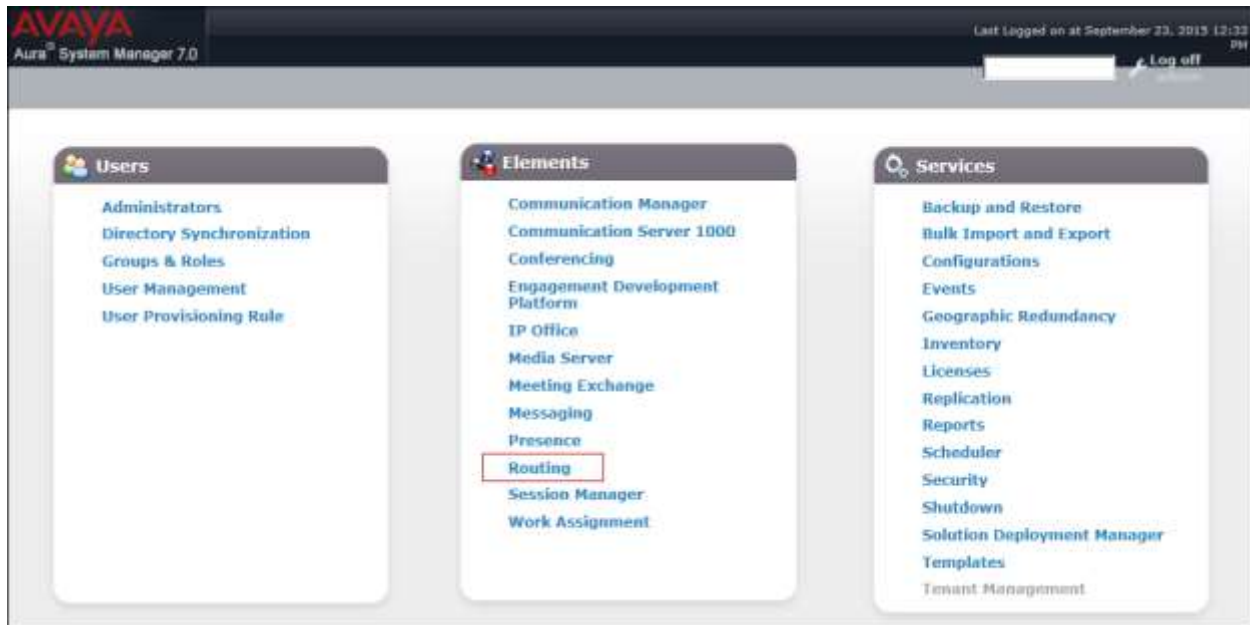 AVAYA
Aura® System Manager 7.0
Last Logged on at September 23, 2015 12:33
PM
Log off
Users
Administrators
Directory Synchronization
Groups & Roles
User Management
User Provisioning Rule
Elements
Communication Manager
Communication Server 1000
Conferencing
Engagement Development
Platform
IP Office
Media Server
Meeting Exchange
Messaging
Presence
Routing
Session Manager
Work Assignment
Services
Backup and Restore
Bulk Import and Export
Configurations
Events
Geographic Redundancy
Inventory
Licenses
Replication
Reports
Scheduler
Security
Shutdown
Solution Deployment Manager
Templates
Tenant Management